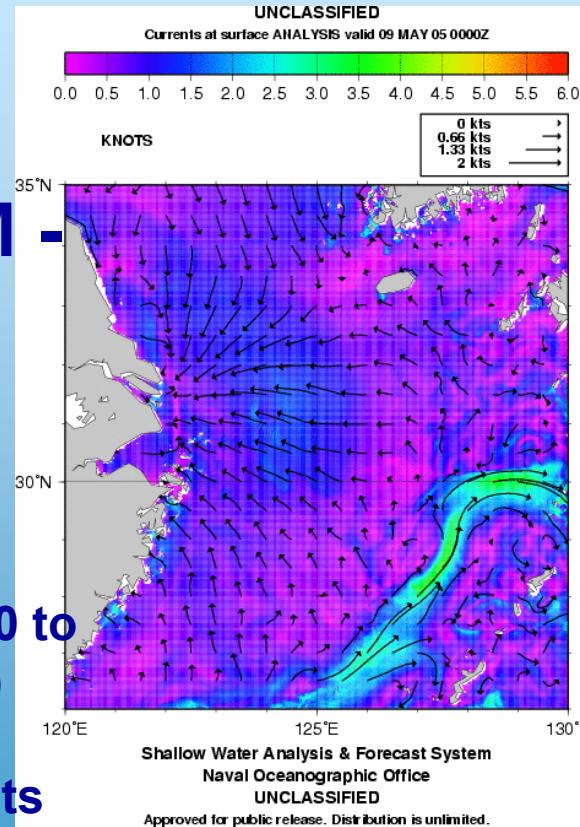 UNCLASSIFIED
Currents at surface ANALYSIS valid 09 MAY 05 0000Z
0.0 0.5 1.0 1.5 2.0 2.5 3.0 3.5 4.0 4.5 5.0 5.5 6.0
KNOTS
0 kts
0.66 kts
1.33 kts
2 kts
35°N
-
30°N
0 to
120°E 125°E 130°
Shallow Water Analysis & Forecast System
Naval Oceanographic Office
ts
UNCLASSIFIED
Approved for public release. Distribution is unlimited.